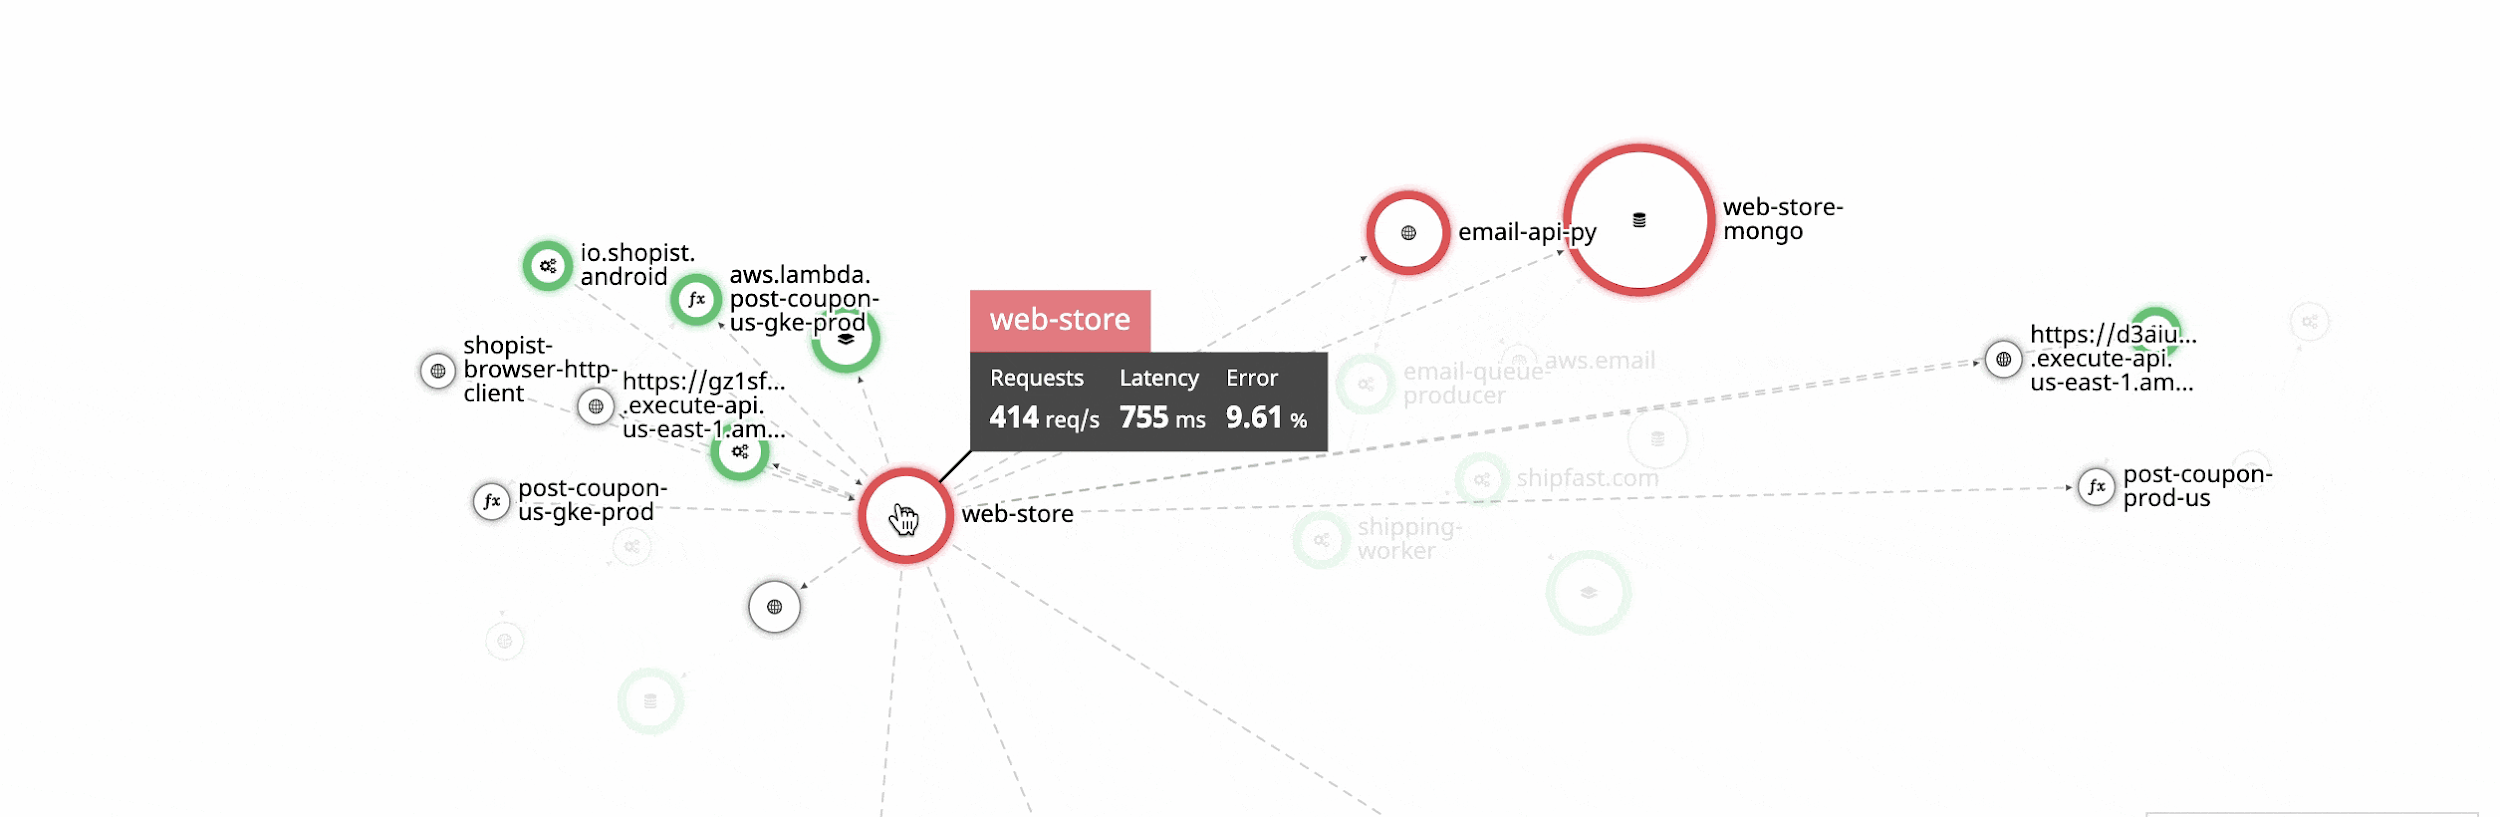 web-store-
mongo
email-api-py
io.shopist.
android
aws.lambda.
post-coupon-
us-gke-prod
web-store
Requests Latency Error
414 req/s 755 ms 9.61 %
shopist-
browser-http-
client
https://gz1sf...
.execute-api.
us-east-1.am...
https://d3aiu...
.execute-api.
us-east-1.am...
email-queue-
producer
aws.email
post-coupon-
us-gke-prod
web-store
shipfast.com
post-coupon-
prod-us
shipping-
worker